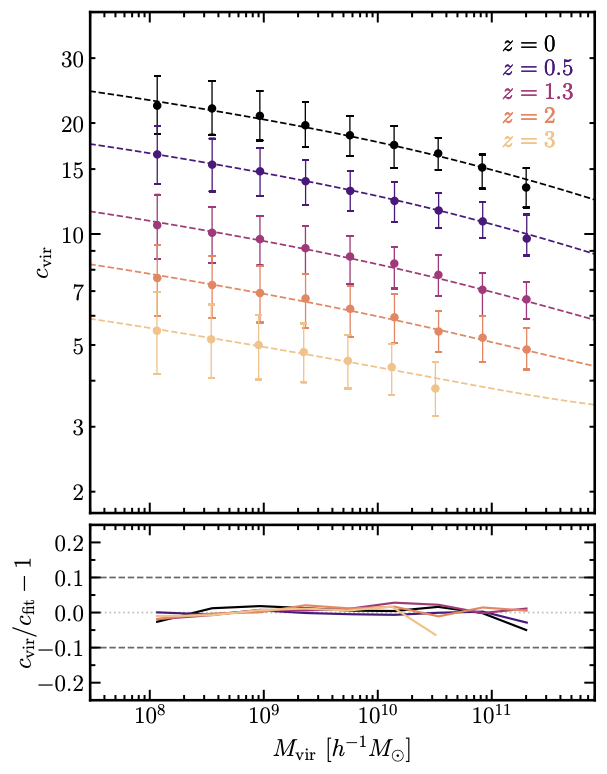 30
20
15
10
7
5
3
2
c_vir
z = 0
z = 0.5
z = 1.3
z = 2
z = 3
0.2
0.1
0.0
−0.1
−0.2
c_vir/c_fit − 1
10^8
10^9
10^10
10^11
M_vir [h^−1 M_⊙]